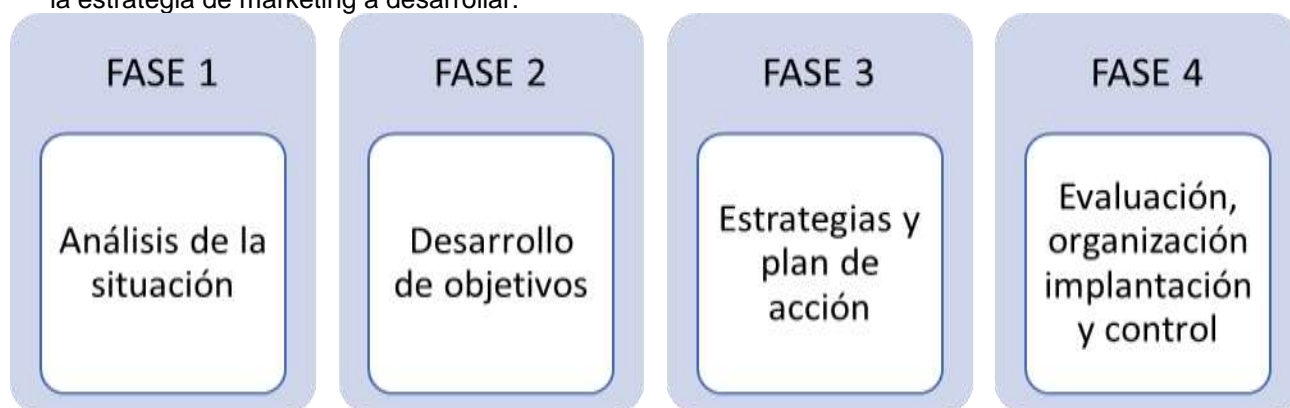 la estrategia de marketing a desarrollar.
FASE 1
Análisis de la
situación
FASE 2
Desarrollo
de objetivos
FASE 3
Estrategias y
plan de
acción
FASE 4
Evaluación,
organización
implantación
y control